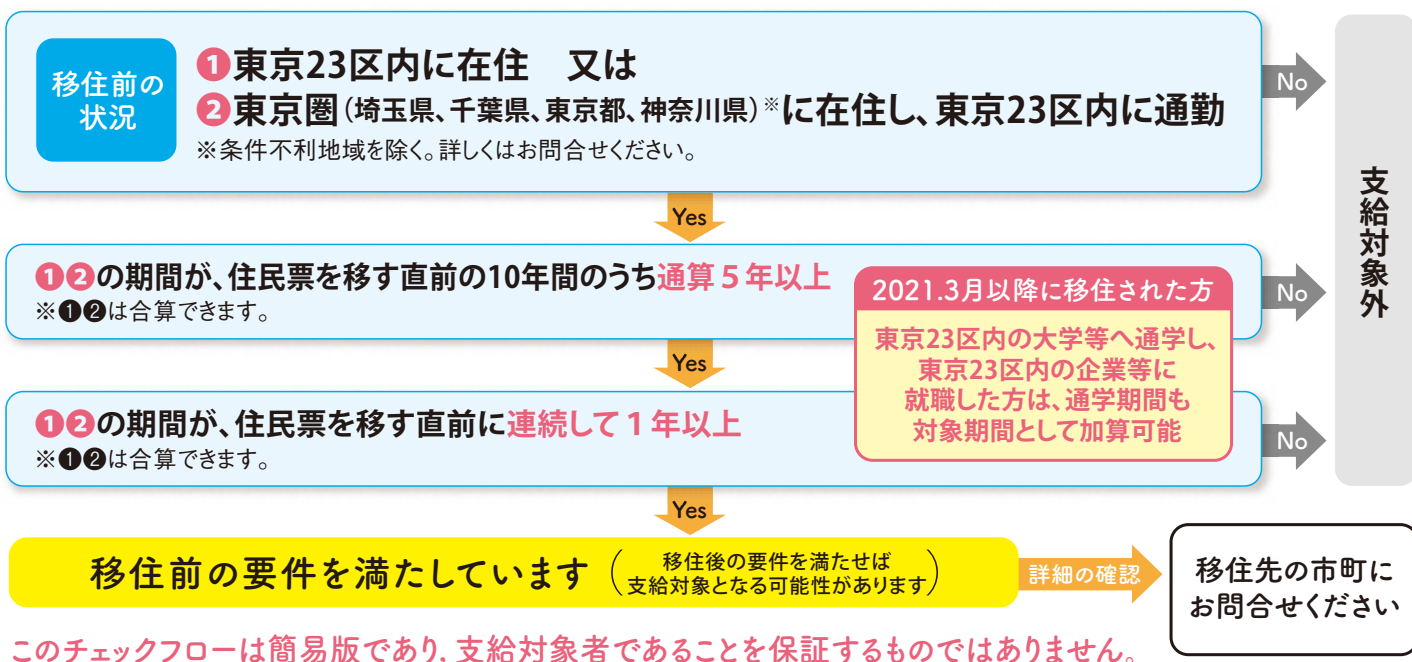 移住前の
状況
❶東京23区内に在住　又は
❷東京圏(埼玉県、千葉県、東京都、神奈川県)※に在住し、東京23区内に通勤
※条件不利地域を除く。詳しくはお問合せください。
No
支給対象外
Yes
❶❷の期間が、住民票を移す直前の10年間のうち通算５年以上
※❶❷は合算できます。
No
2021.3月以降に移住された方
東京23区内の大学等へ通学し、
東京23区内の企業等に
就職した方は、通学期間も
対象期間として加算可能
Yes
❶❷の期間が、住民票を移す直前に連続して１年以上
※❶❷は合算できます。
No
Yes
移住前の要件を満たしています
(移住後の要件を満たせば
支給対象となる可能性があります)
詳細の確認
移住先の市町に
お問合せください
このチェックフローは簡易版であり, 支給対象者であることを保証するものではありません。